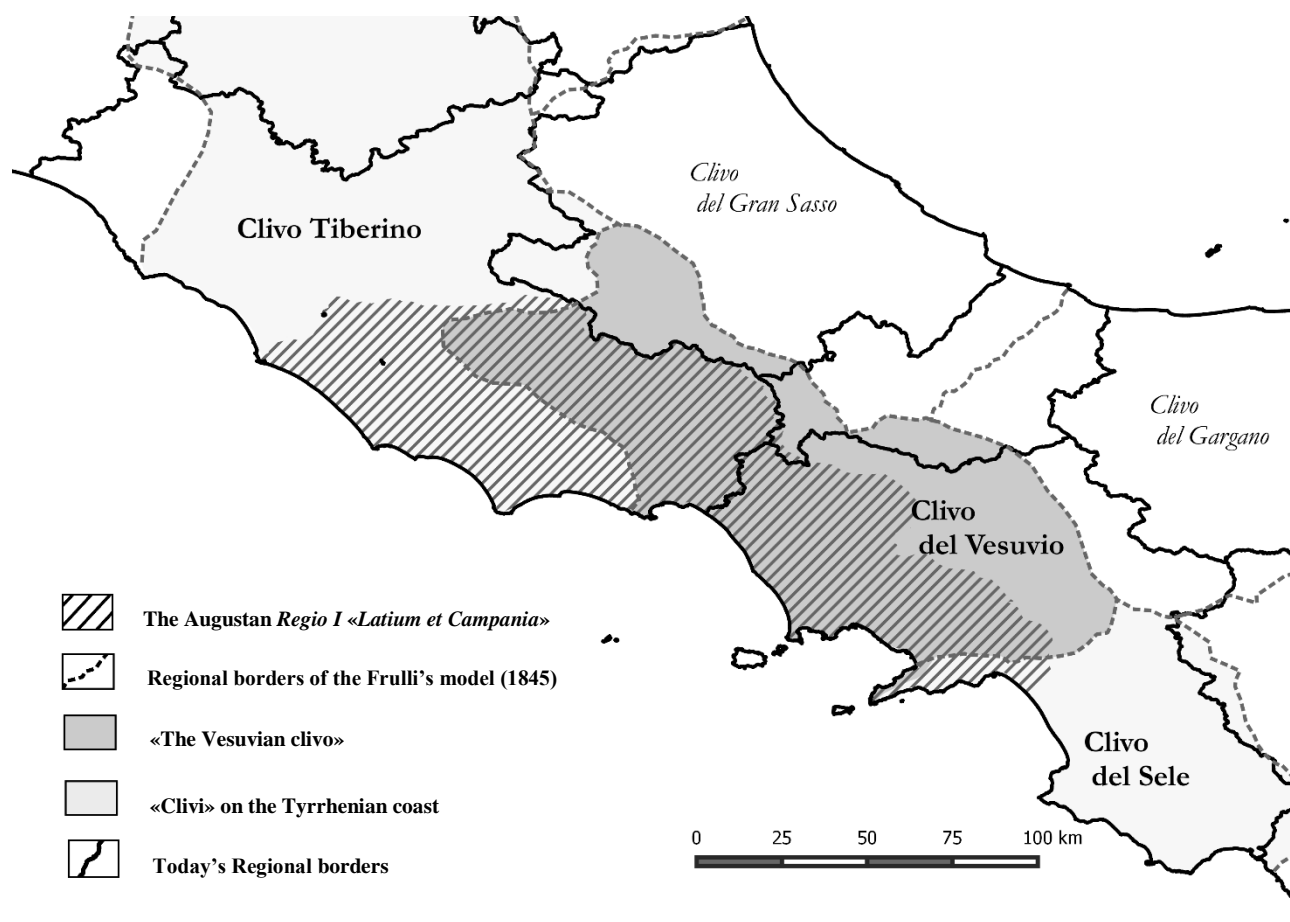 Clivo
del Gran Sasso
Clivo Tiberino
Clivo
del Gargano
Clivo
del Vesuvio
Clivo
del Sele
The Augustan Regio I «Latium et Campania»
Regional borders of the Frulli's model (1845)
«The Vesuvian clivo»
«Clivi» on the Tyrrhenian coast
Today's Regional borders
0 25 50 75 100 km